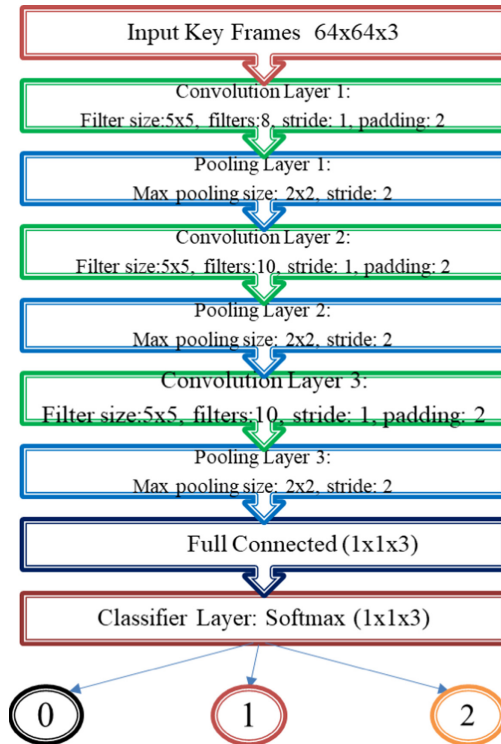 Input Key Frames 64x64x3
Convolution Layer 1:
Filter size:5x5, filters:8, stride: 1, padding: 2
Pooling Layer 1:
Max pooling size: 2x2, stride: 2
Convolution Layer 2:
Filter size:5x5, filters:10, stride: 1, padding: 2
Pooling Layer 2:
Max pooling size: 2x2, stride: 2
Convolution Layer 3:
Filter size:5x5, filters:10, stride: 1, padding: 2
Pooling Layer 3:
Max pooling size: 2x2, stride: 2
Full Connected (1x1x3)
Classifier Layer: Softmax (1x1x3)
0 1 2